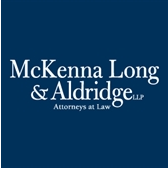 McKenna Long
& Aldridge LLP
Attorneys at Law